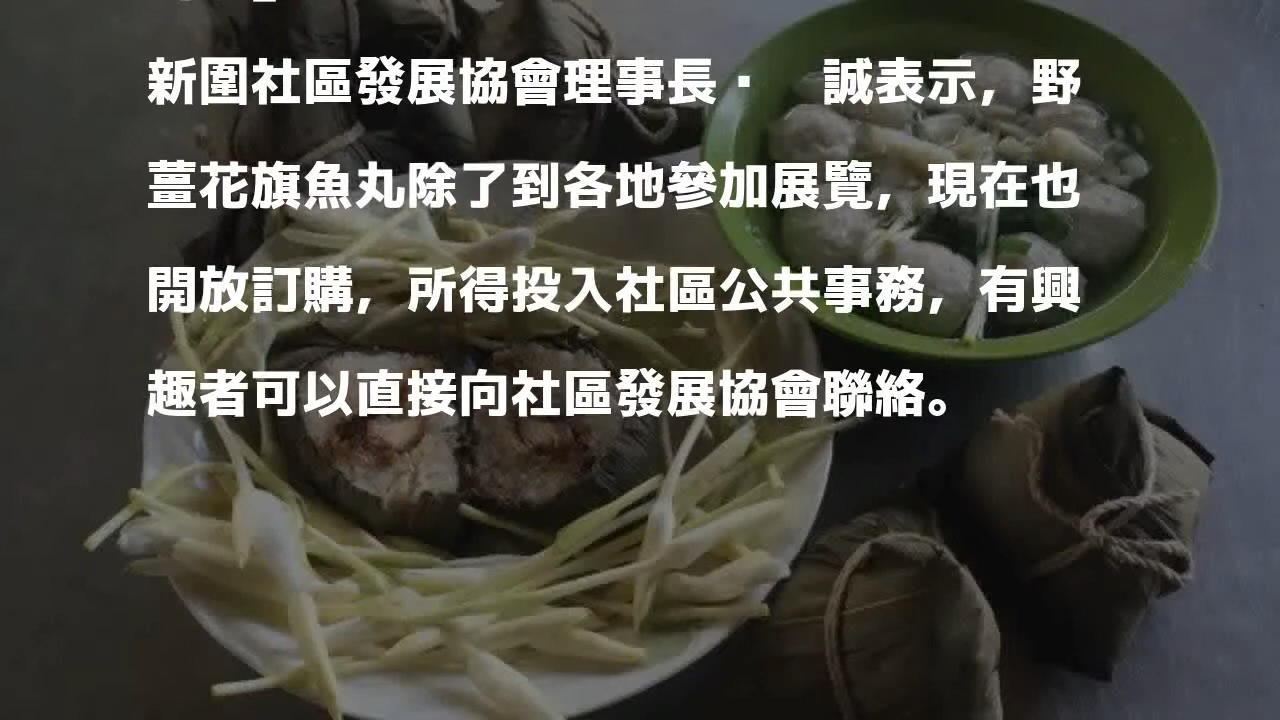 新圍社區發展協會理事長· 誠表示，野
薑花旗魚丸除了到各地參加展覽，現在也
開放訂購，所得投入社區公共事務，有興
趣者可以直接向社區發展協會聯絡。